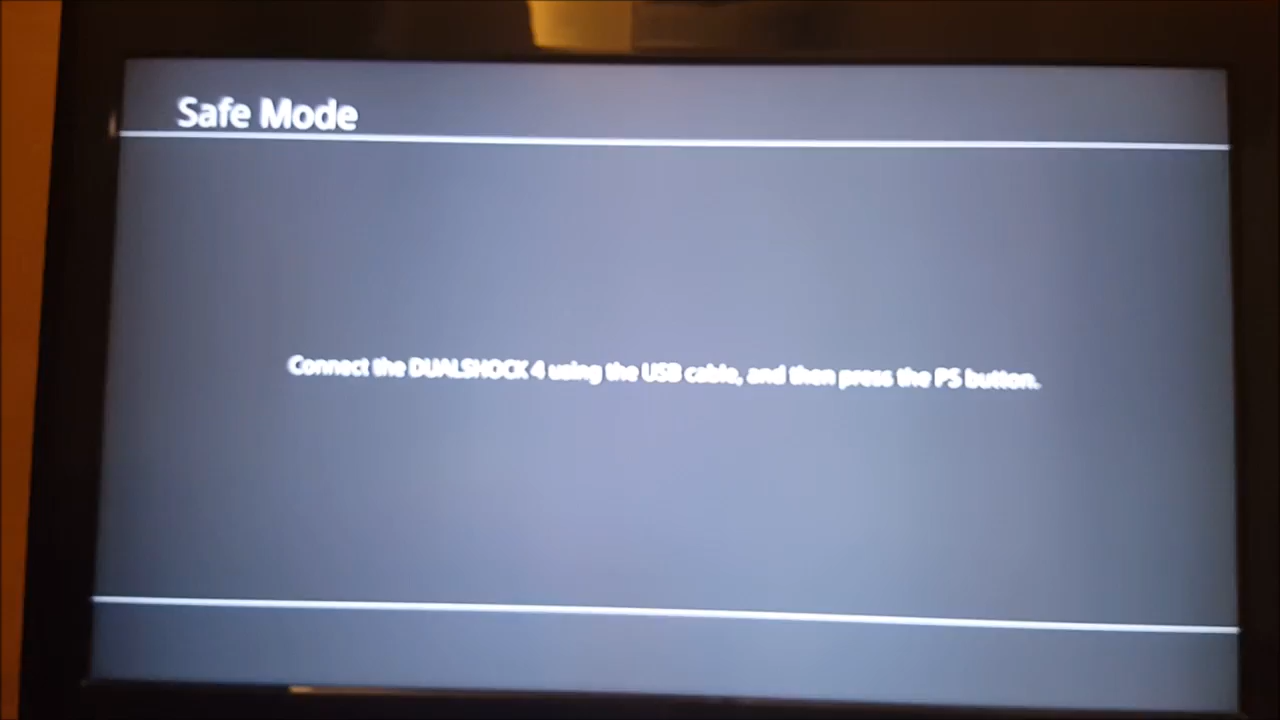 Safe Mode
Connect the DUALSHOCK 4 using the USB cable, and then press the PS button.